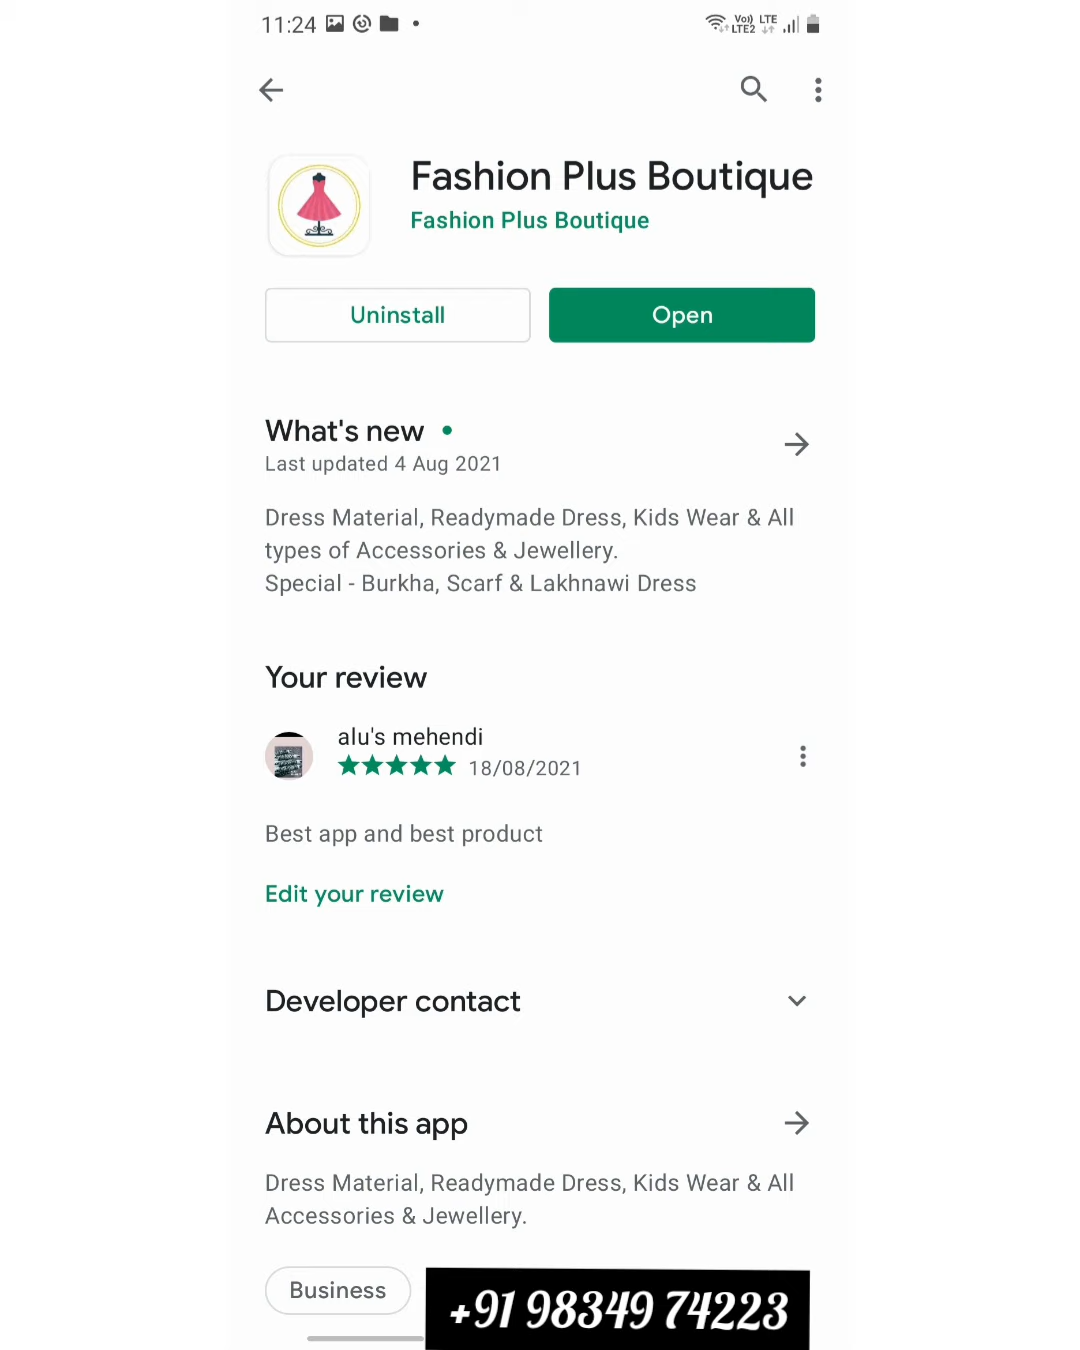 11:24
Vo) LTE
LTE2
Fashion Plus Boutique
Fashion Plus Boutique
Uninstall
Open
What's new
Last updated 4 Aug 2021
Dress Material, Readymade Dress, Kids Wear & All
types of Accessories & Jewellery.
Special - Burkha, Scarf & Lakhnawi Dress
Your review
alu's mehendi
18/08/2021
Best app and best product
Edit your review
Developer contact
About this app
Dress Material, Readymade Dress, Kids Wear & All
Accessories & Jewellery.
Business
+91 98349 74223